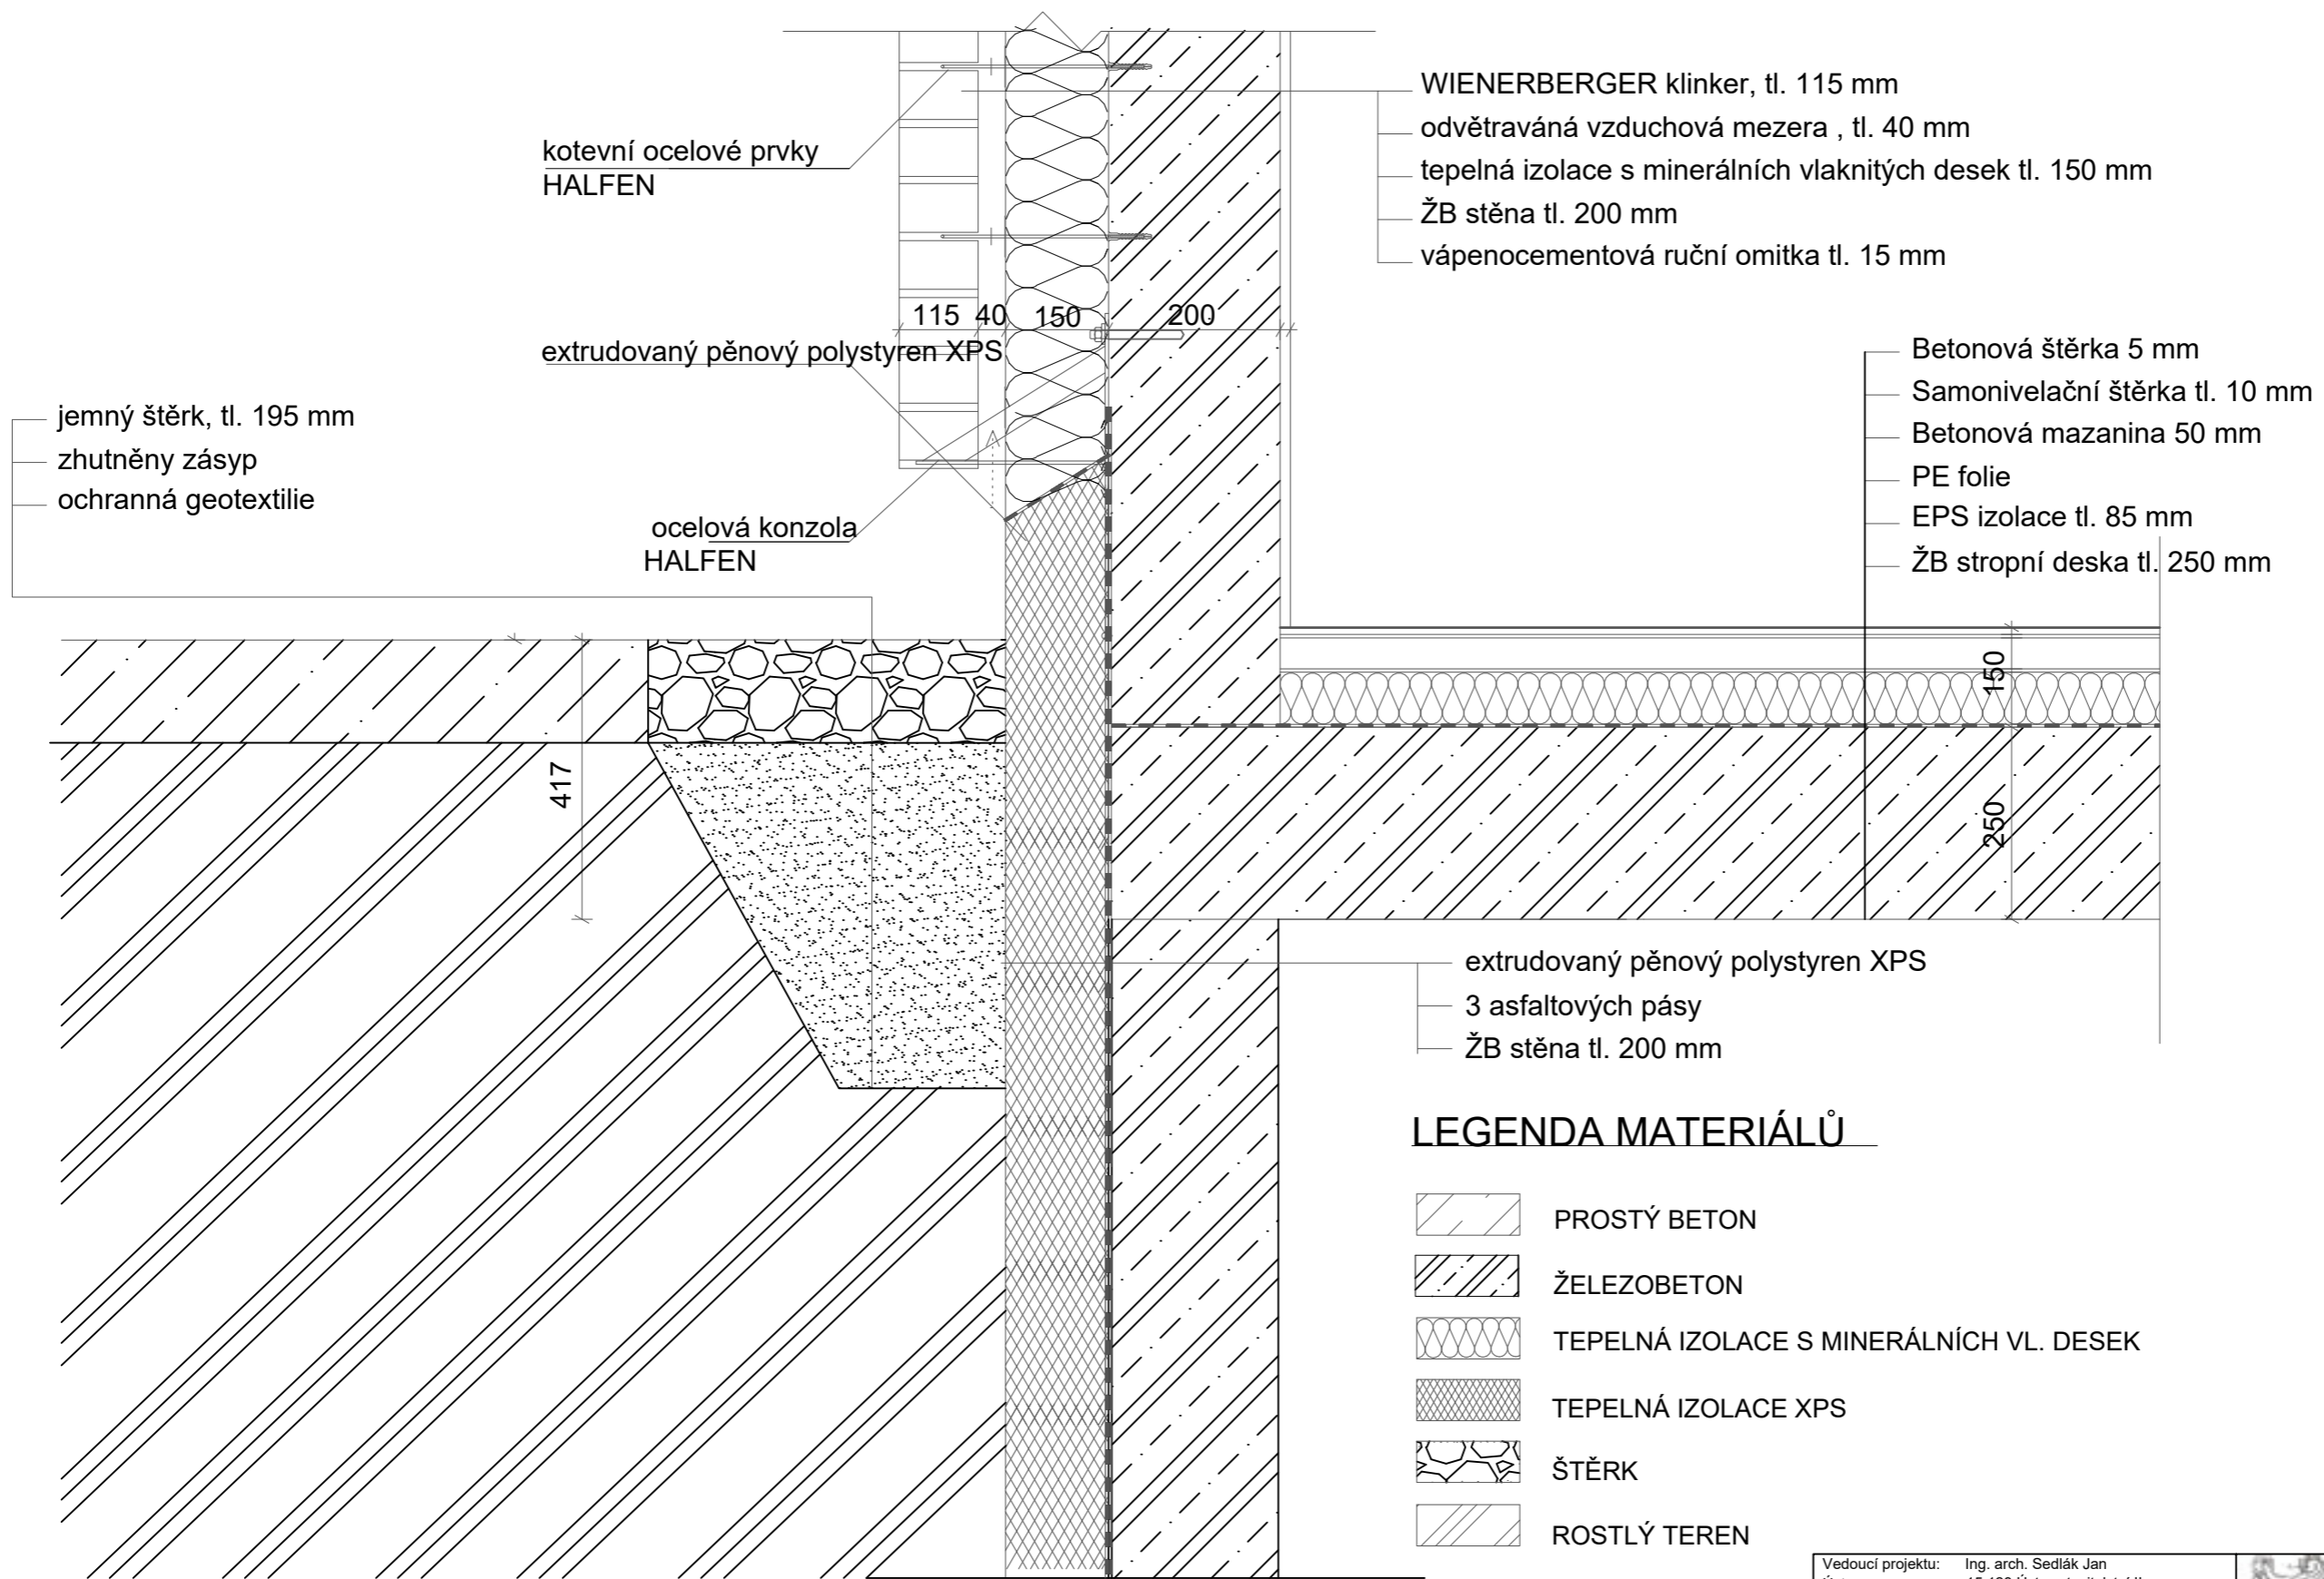 WIENERBERGER klinker, tl. 115 mm
odvětraváná vzduchová mezera , tl. 40 mm
tepelná izolace s minerálních vlaknitých desek tl. 150 mm
ŽB stěna tl. 200 mm
vápenocementová ruční omitka tl. 15 mm
kotevní ocelové prvky
HALFEN
115 40 150 200
extrudovaný pěnový polystyren XPS
Betonová štěrka 5 mm
Samonivelační štěrka tl. 10 mm
Betonová mazanina 50 mm
PE folie
EPS izolace tl. 85 mm
ŽB stropní deska tl. 250 mm
jemný štěrk, tl. 195 mm
zhutněny zásyp
ochranná geotextilie
ocelová konzola
HALFEN
150
417
250
extrudovaný pěnový polystyren XPS
3 asfaltových pásy
ŽB stěna tl. 200 mm
LEGENDA MATERIÁLŮ
PROSTÝ BETON
ŽELEZOBETON
TEPELNÁ IZOLACE S MINERÁLNÍCH VL. DESEK
TEPELNÁ IZOLACE XPS
ŠTĚRK
ROSTLÝ TEREN
Vedoucí projektu: Ing. arch. Sedlák Jan